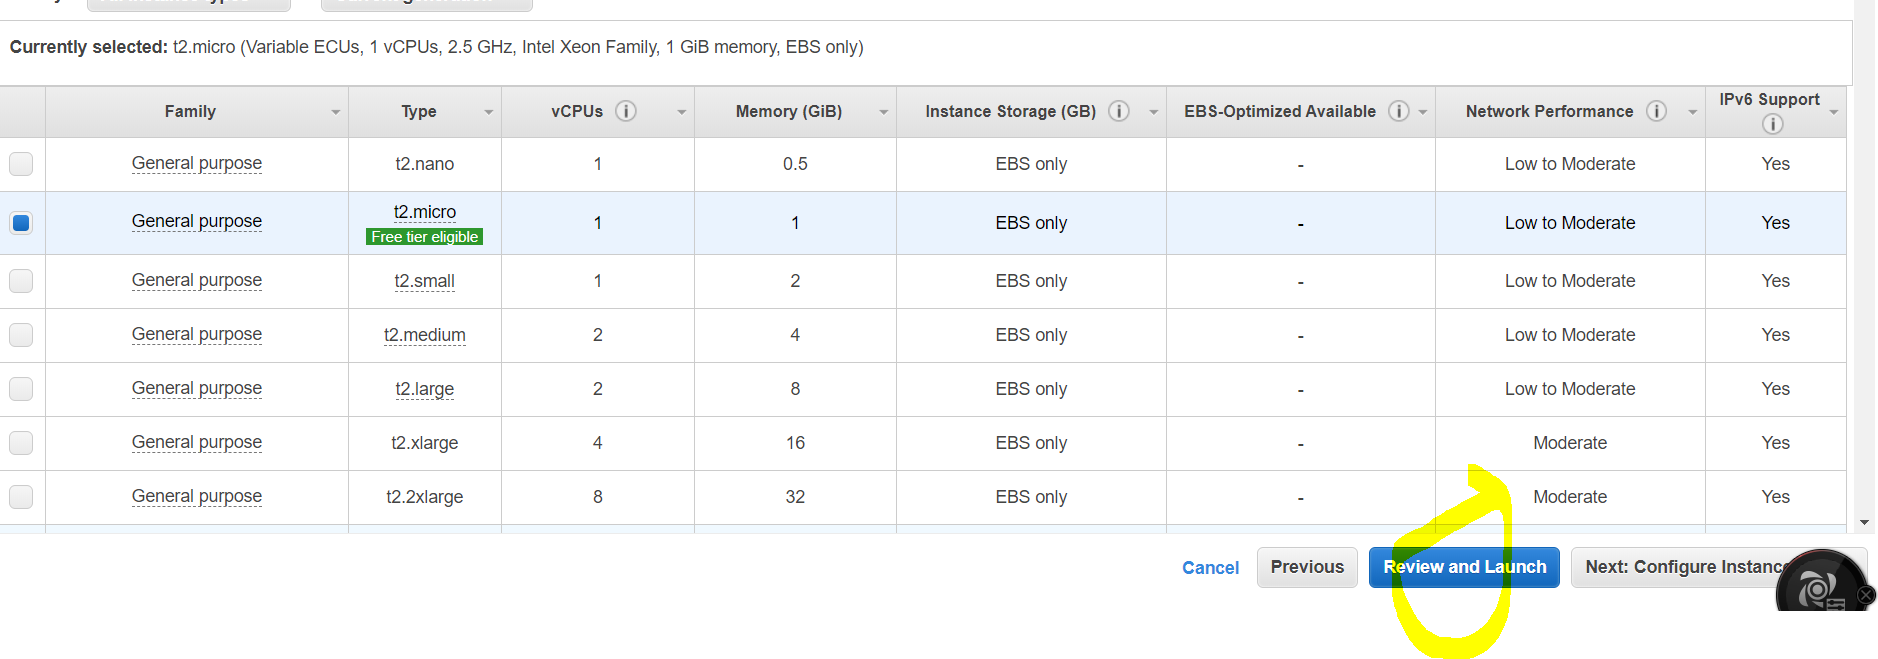 Currently selected: t2.micro (Variable ECUs, 1 vCPUs, 2.5 GHz, Intel Xeon Family, 1 GiB memory, EBS only)
Family Type vCPUs i Memory (GiB) Instance Storage (GB) i EBS-Optimized Available i Network Performance i IPv6 Support i
General purpose t2.nano 1 0.5 EBS only - Low to Moderate Yes
General purpose t2.micro 1 1 EBS only - Low to Moderate Yes
Free tier eligible
General purpose t2.small 1 2 EBS only - Low to Moderate Yes
General purpose t2.medium 2 4 EBS only - Low to Moderate Yes
General purpose t2.large 2 8 EBS only - Low to Moderate Yes
General purpose t2.xlarge 4 16 EBS only - Moderate Yes
General purpose t2.2xlarge 8 32 EBS only - Moderate Yes
Cancel Previous Review and Launch Next: Configure Instanc